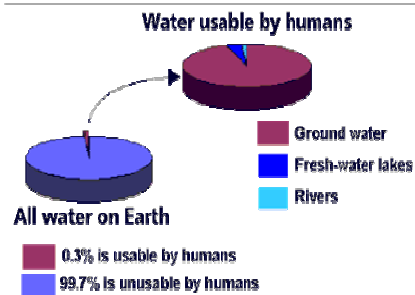 Water usable by humans
Ground water
Fresh-water lakes
Rivers
All water on Earth
0.3% is usable by humans
99.7% is unusable by humans